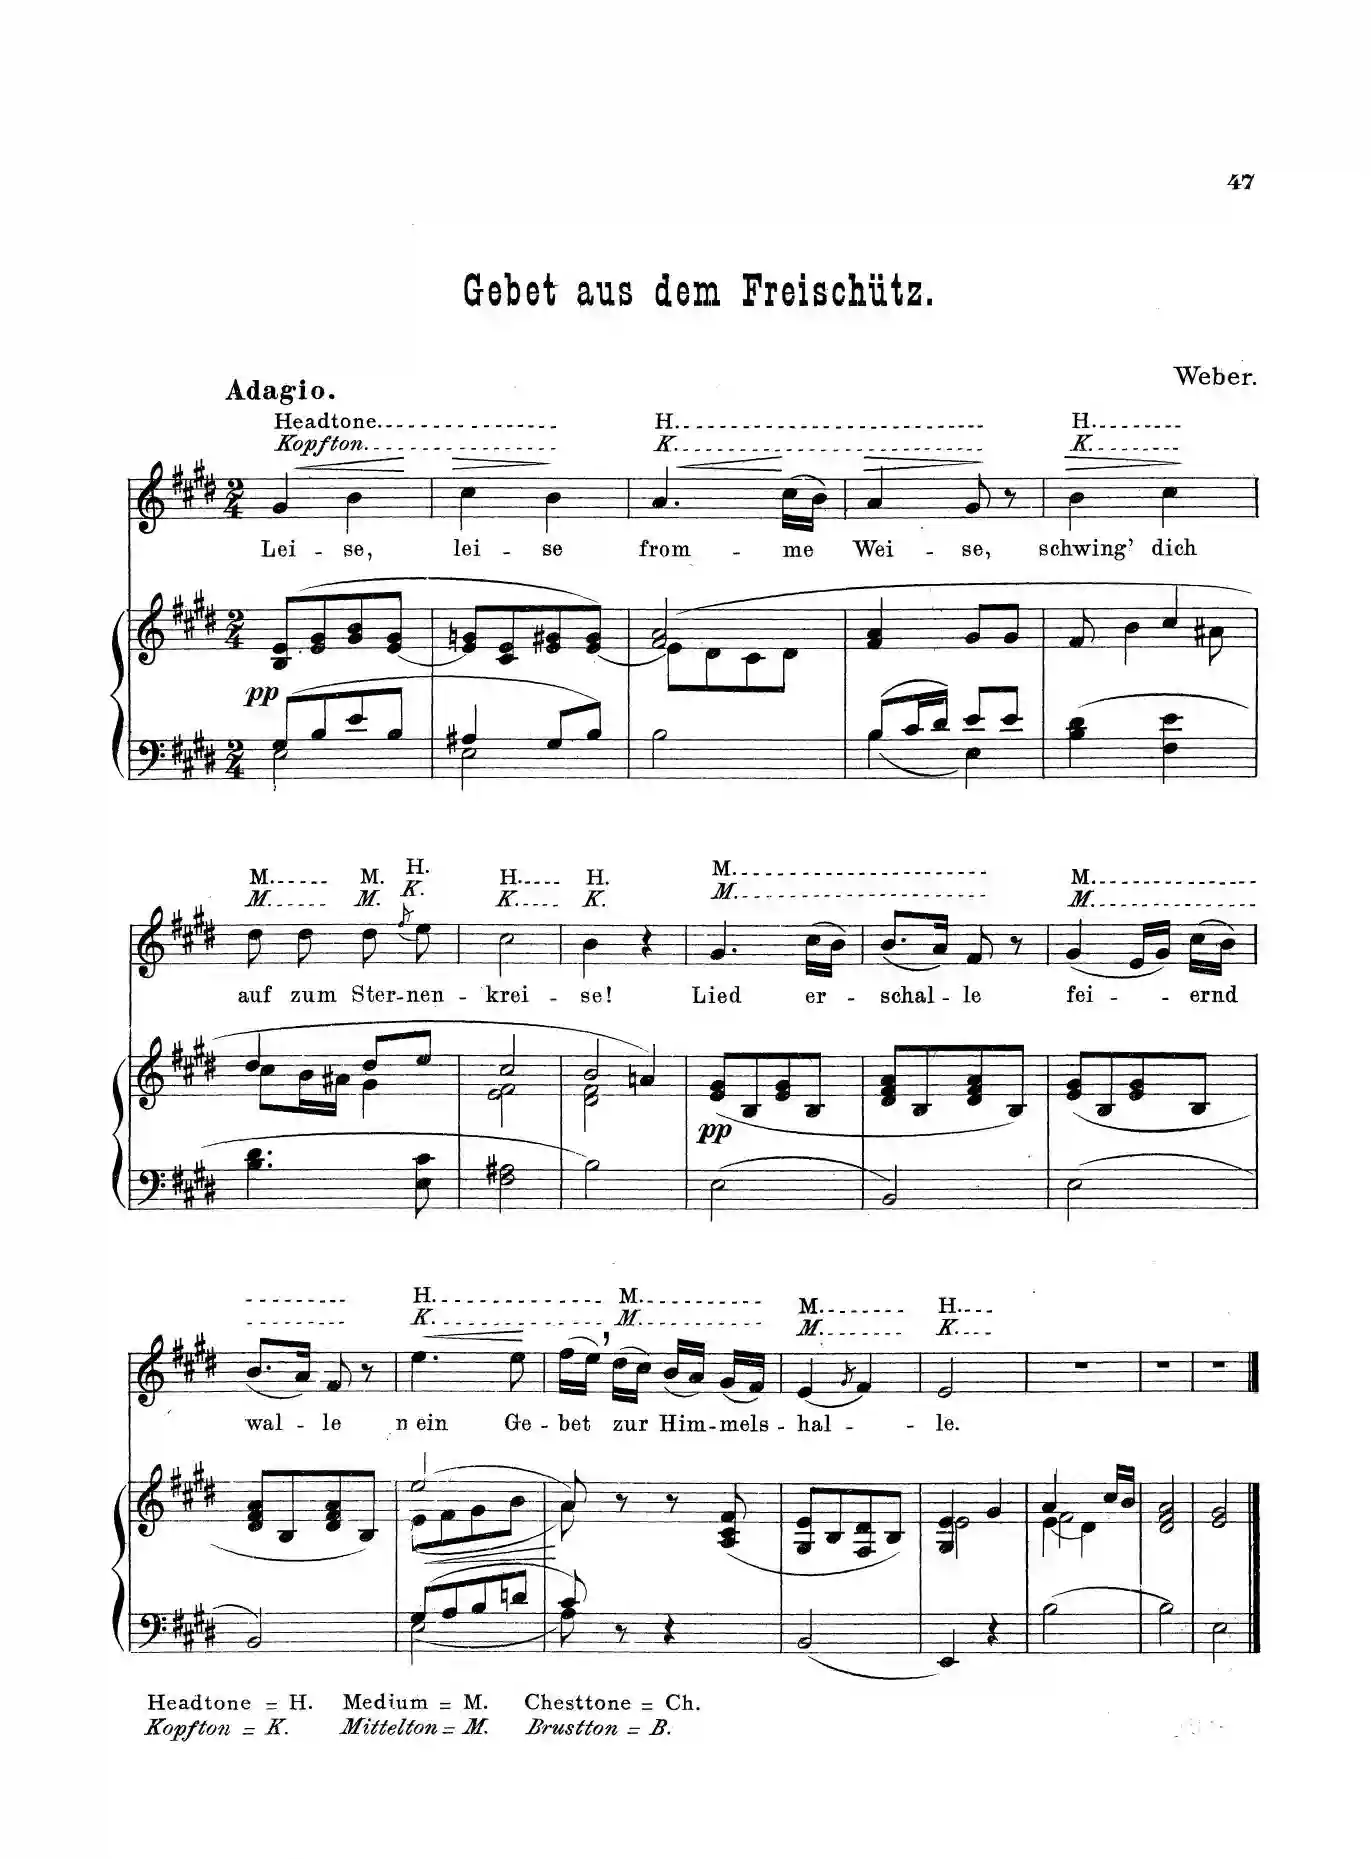 47
Gebet aus dem Freischütz.
Weber.
Adagio.
Headtone. H. H.
Kopfton. K. K.
Lei - se, lei - se from - me Wei - se, schwing' dich
pp
M. M. H. H. H. M. M.
M. M. K. K. K. M. M.
auf zum Ster-nen - krei - se! Lied er - schal - le fei - ernd
pp
H. M. M. H.
K. M. M. K.
wal - le nein Ge - bet zur Him-mels- hal - le.
Headtone = H. Medium = M. Chesttone = Ch.
Kopfton = K. Mittelton = M. Brustton = B.